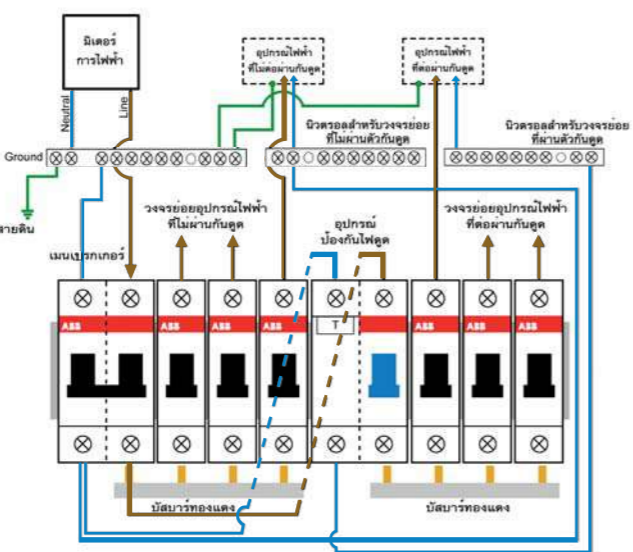 มิเตอร์
การไฟฟ้า
อุปกรณ์ไฟฟ้า
ที่ไม่ต่อผ่านกันดูด
อุปกรณ์ไฟฟ้า
ที่ต่อผ่านกันดูด
Neutral
Line
นิวตรอลสำหรับวงจรย่อย
ที่ไม่ผ่านตัวกันดูด
นิวตรอลสำหรับวงจรย่อย
ที่ผ่านตัวกันดูด
Ground
สายดิน
วงจรย่อยอุปกรณ์ไฟฟ้า
ที่ไม่ผ่านกันดูด
อุปกรณ์
ป้องกันไฟดูด
วงจรย่อยอุปกรณ์ไฟฟ้า
ที่ต่อผ่านกันดูด
เมนเบรกเกอร์
ABB
ABB
ABB
ABB
T
ABB
ABB
ABB
บัสบาร์ทองแดง
บัสบาร์ทองแดง